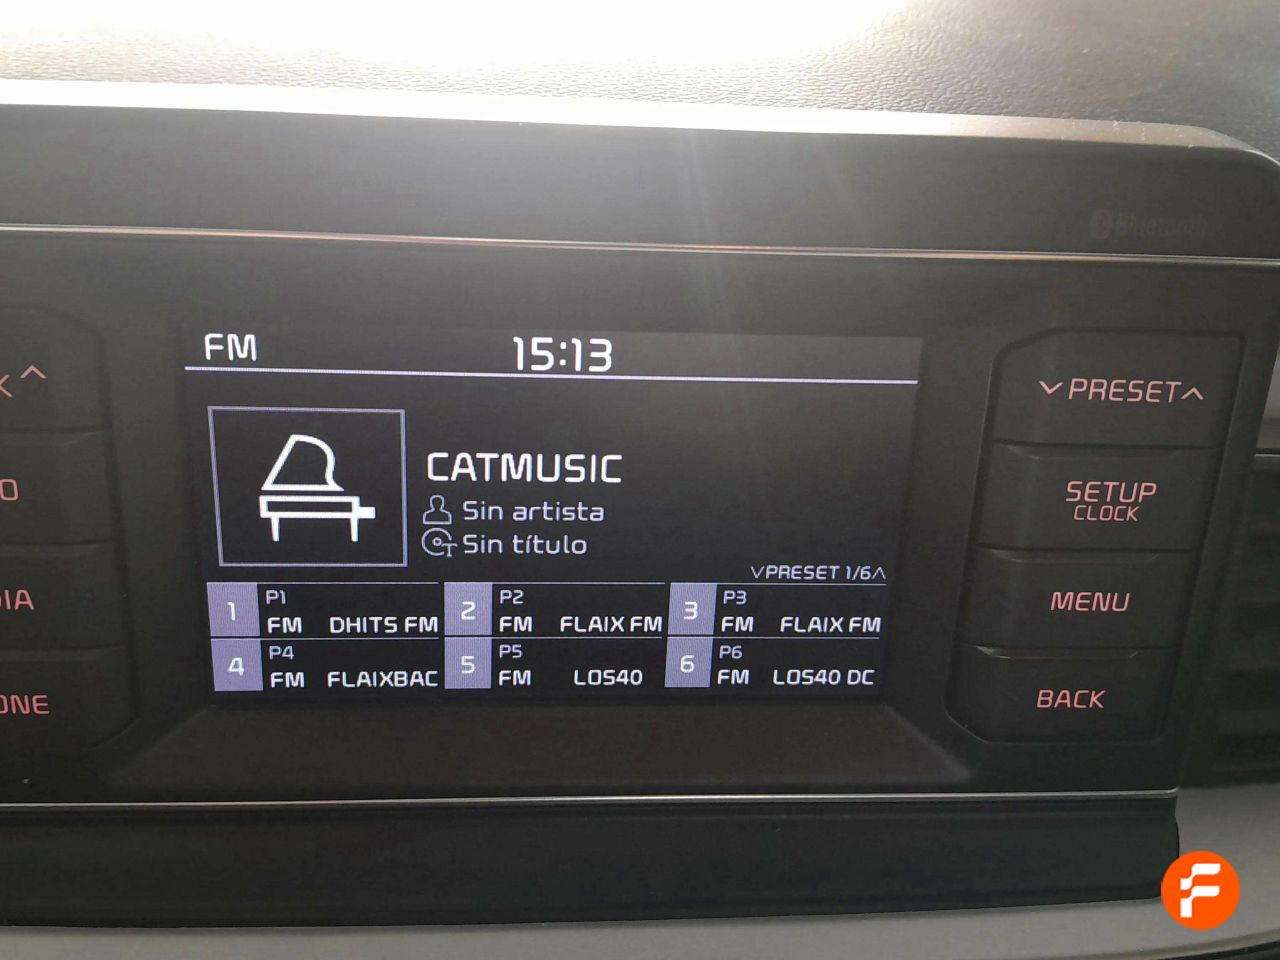 Bluetooth
FM 15:13
CATMUSIC
Sin artista
Sin título
PRESET 1/6
1 P1 FM DHITS FM
2 P2 FM FLAIX FM
3 P3 FM FLAIX FM
4 P4 FM FLAIXBAC
5 P5 FM LOS40
6 P6 FM LOS40 DC
PRESET
SETUP
CLOCK
MENU
BACK
K
O
IA
ONE
F